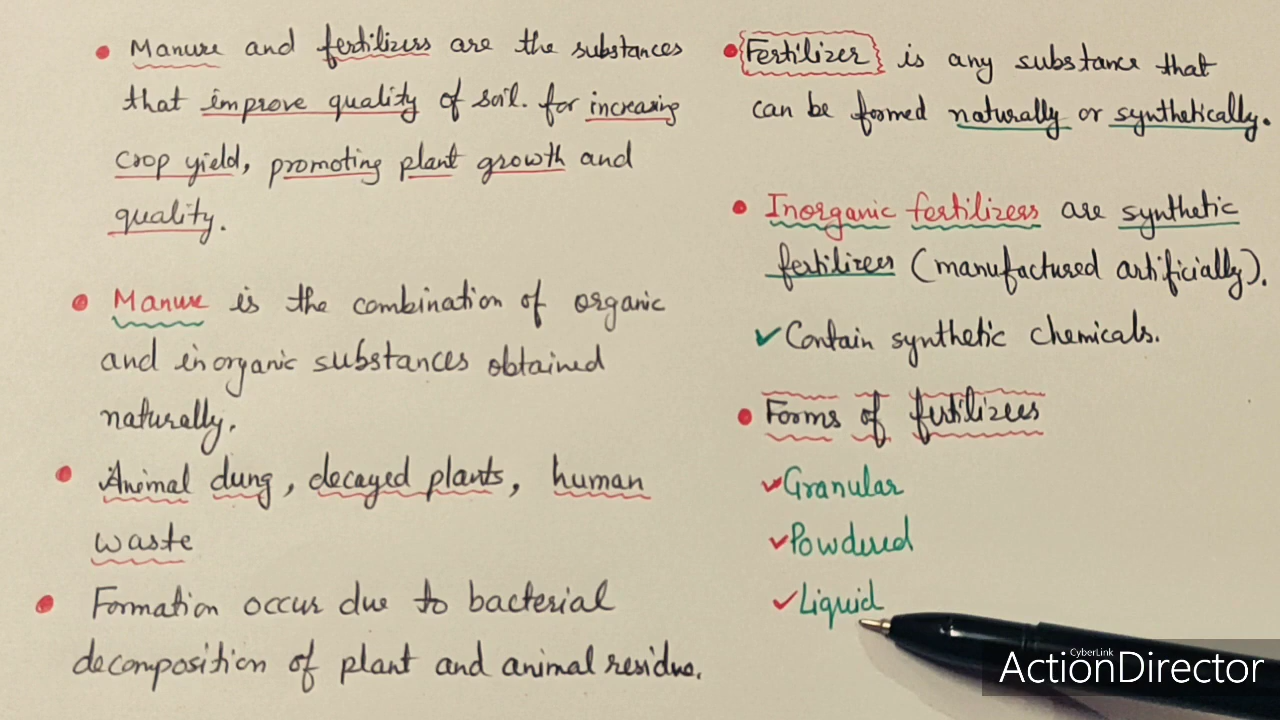 Manure and fertilizers are the substances
that improve quality of soil. for increasing
crop yield, promoting plant growth and
quality.
Manure is the combination of organic
and inorganic substances obtained
naturally.
Animal dung, decayed plants, human
waste
Formation occur due to bacterial
decomposition of plant and animal residue.
Fertilizer is any substance that
can be formed naturally or synthetically.
Inorganic fertilizers are synthetic
fertilizer (manufactured artificially).
✓ Contain synthetic chemicals.
Forms of fertilizers
✓ Granular
✓ Powdered
✓ Liquid
CyberLink
ActionDirector